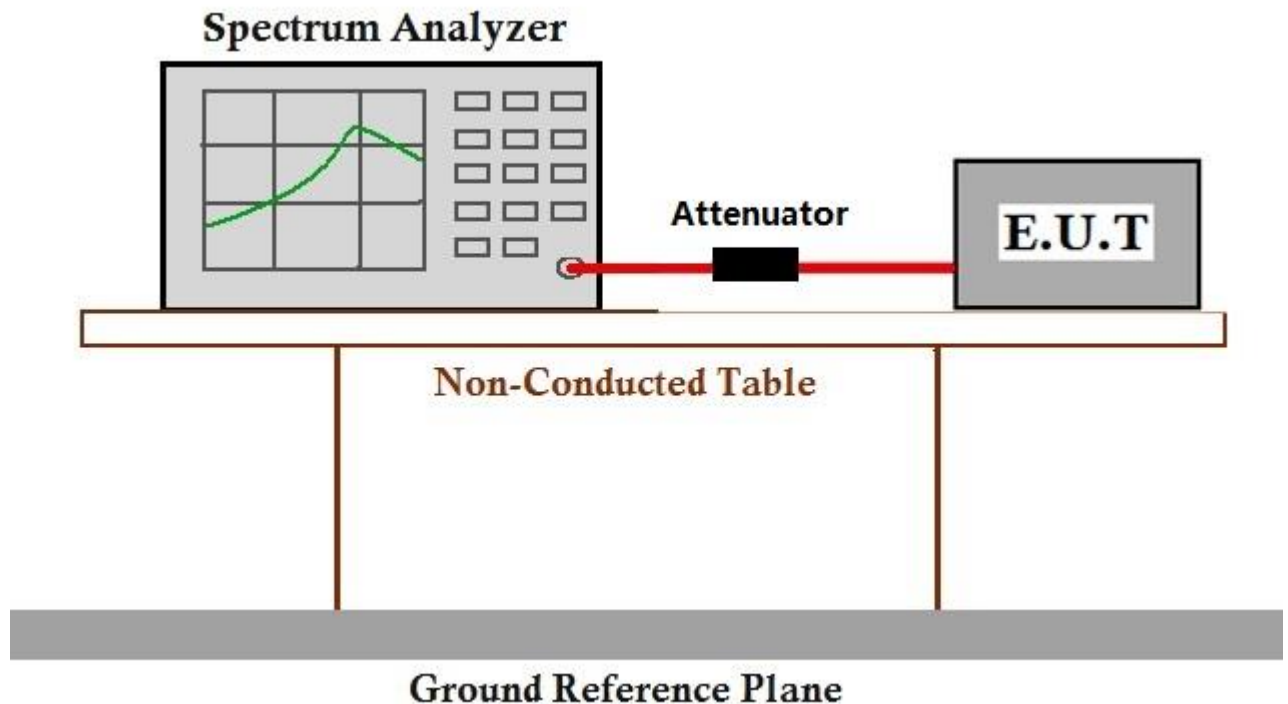 Spectrum Analyzer
Attenuator
E.U.T
Non-Conducted Table
Ground Reference Plane